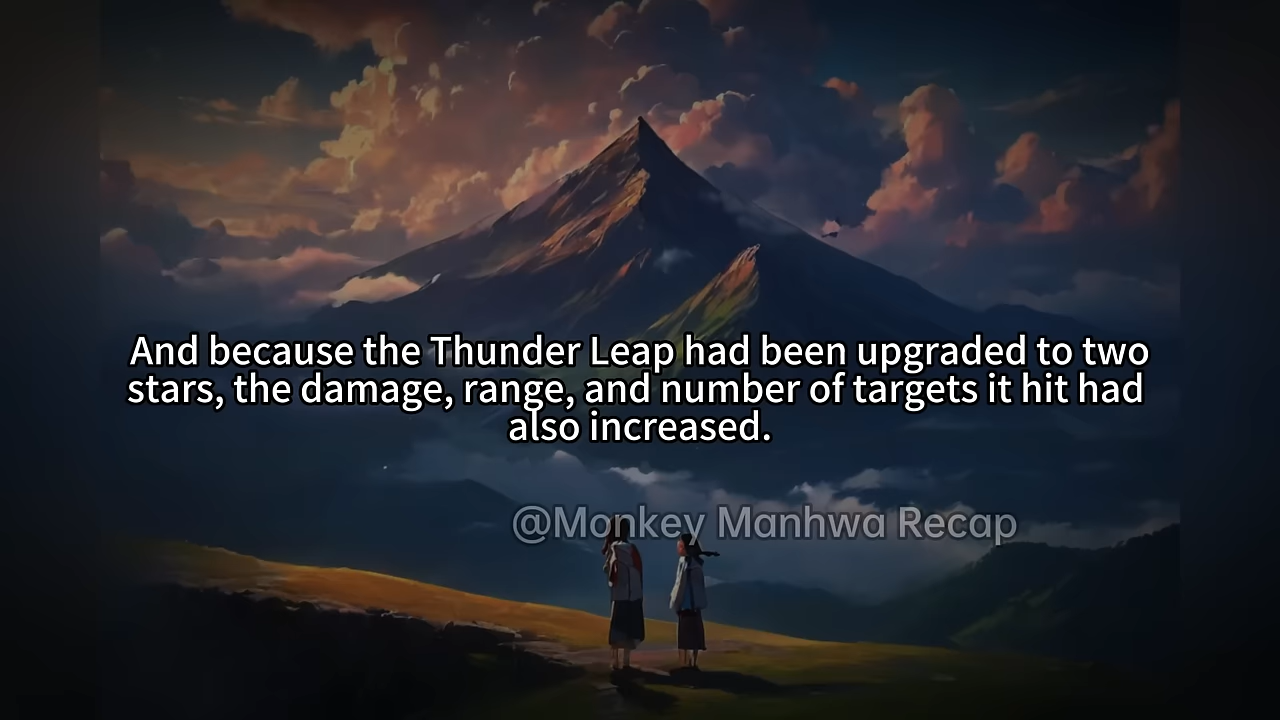 And because the Thunder Leap had been upgraded to two
stars, the damage, range, and number of targets it hit had
also increased.
@Monkey Manhwa Recap